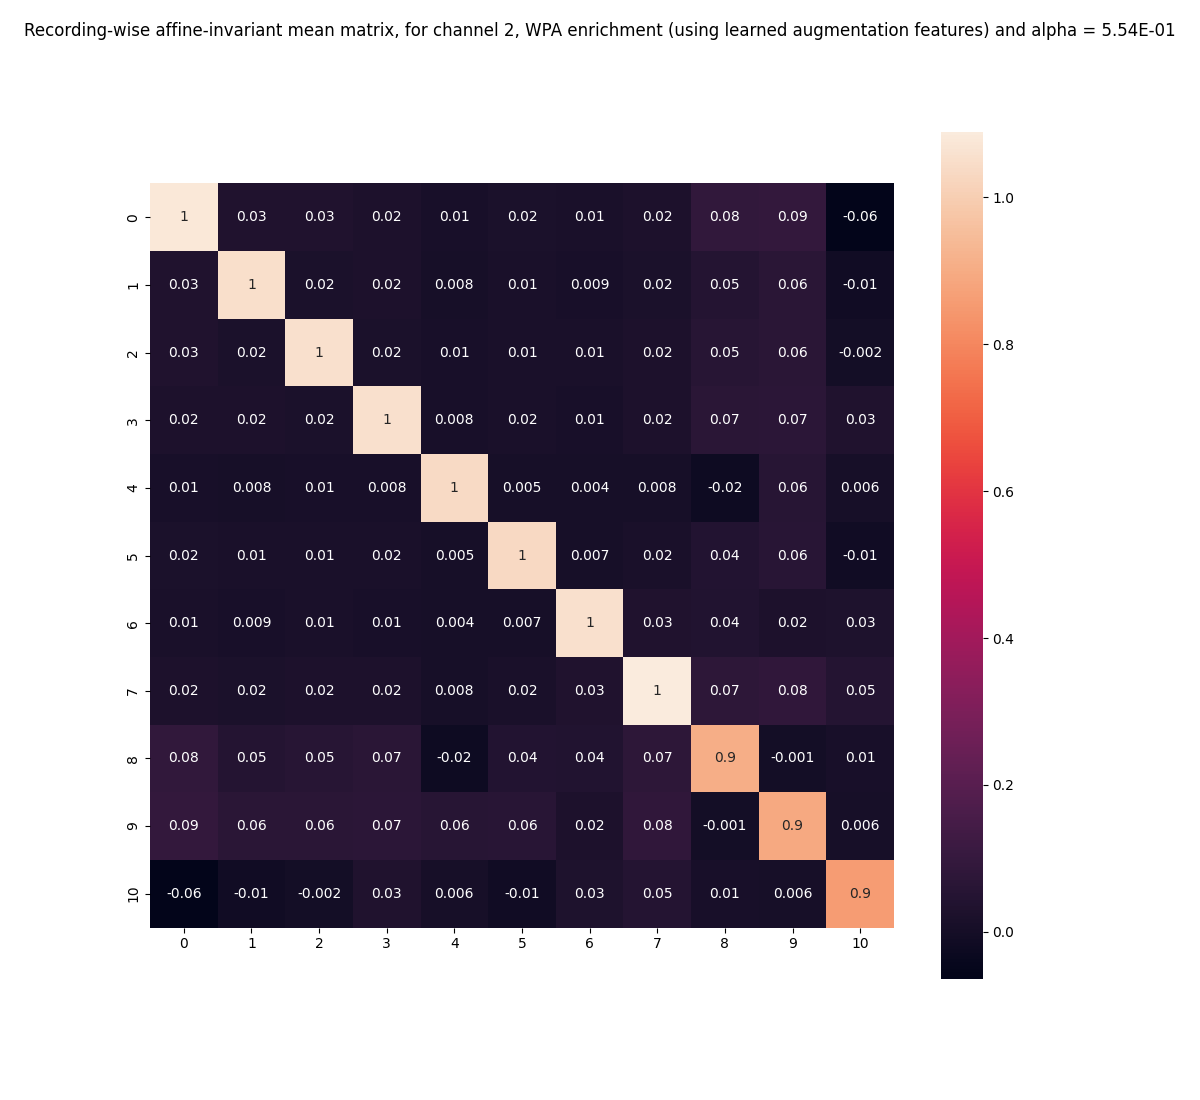 Recording-wise affine-invariant mean matrix, for channel 2, WPA enrichment (using learned augmentation features) and alpha = 5.54E-01
0 1 0.03 0.03 0.02 0.01 0.02 0.01 0.02 0.08 0.09 -0.06
1 0.03 1 0.02 0.02 0.008 0.01 0.009 0.02 0.05 0.06 -0.01
2 0.03 0.02 1 0.02 0.01 0.01 0.01 0.02 0.05 0.06 -0.002
3 0.02 0.02 0.02 1 0.008 0.02 0.01 0.02 0.07 0.07 0.03
4 0.01 0.008 0.01 0.008 1 0.005 0.004 0.008 -0.02 0.06 0.006
5 0.02 0.01 0.01 0.02 0.005 1 0.007 0.02 0.04 0.06 -0.01
6 0.01 0.009 0.01 0.01 0.004 0.007 1 0.03 0.04 0.02 0.03
7 0.02 0.02 0.02 0.02 0.008 0.02 0.03 1 0.07 0.08 0.05
8 0.08 0.05 0.05 0.07 -0.02 0.04 0.04 0.07 0.9 -0.001 0.01
9 0.09 0.06 0.06 0.07 0.06 0.06 0.02 0.08 -0.001 0.9 0.006
10 -0.06 -0.01 -0.002 0.03 0.006 -0.01 0.03 0.05 0.01 0.006 0.9
0 1 2 3 4 5 6 7 8 9 10
1.0
0.8
0.6
0.4
0.2
0.0